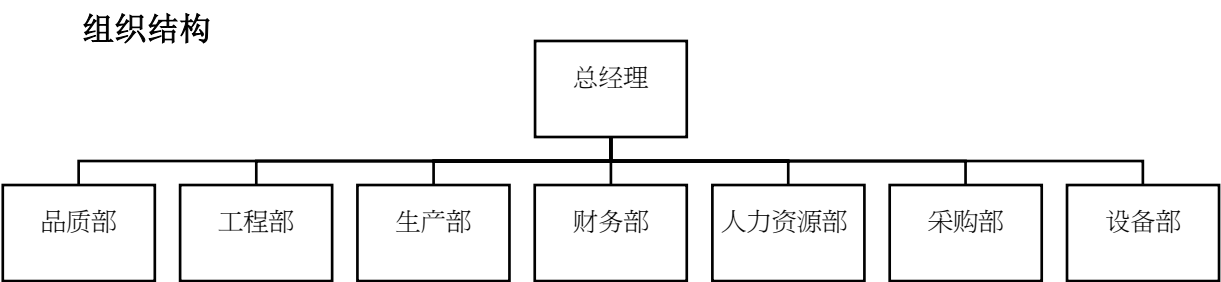 组织结构
总经理
品质部
工程部
生产部
财务部
人力资源部
采购部
设备部